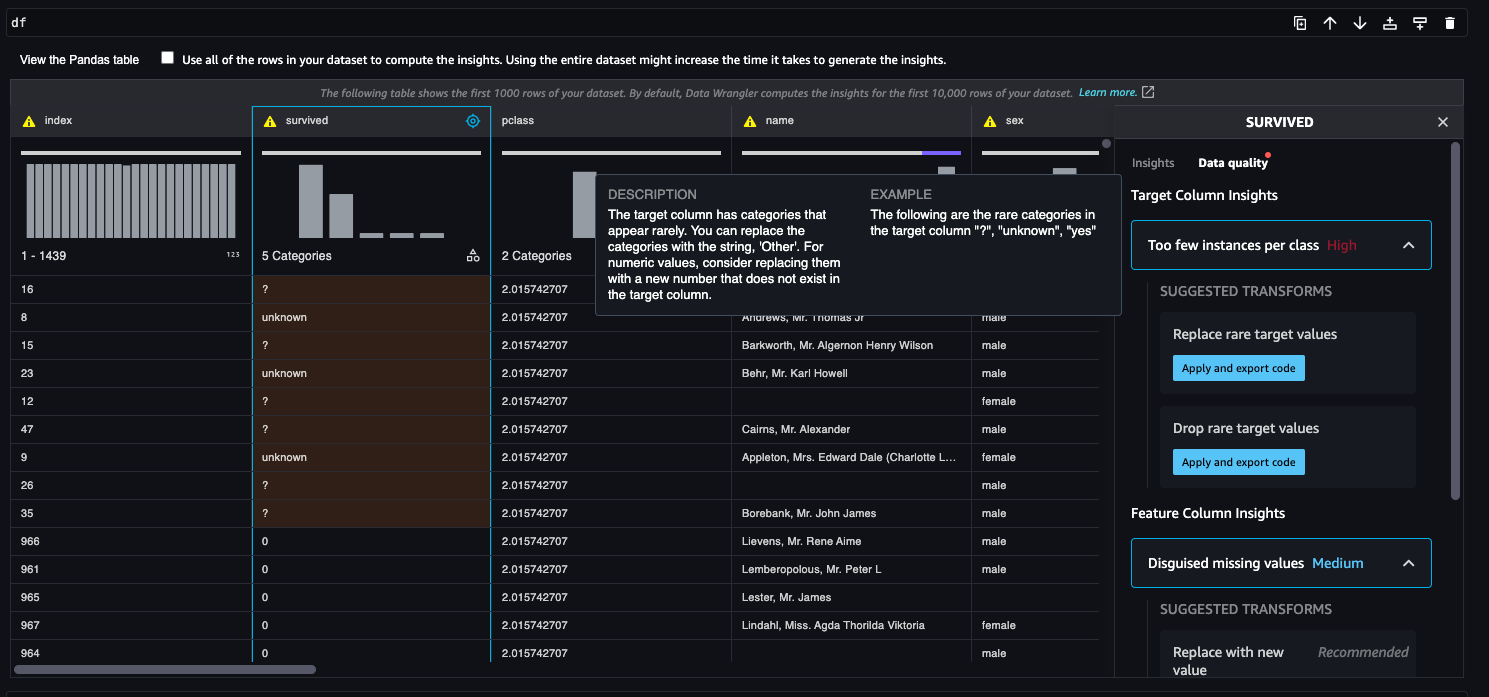 df
View the Pandas table
Use all of the rows in your dataset to compute the insights. Using the entire dataset might increase the time it takes to generate the insights.
The following table shows the first 1000 rows of your dataset. By default, Data Wrangler computes the insights for the first 10,000 rows of your dataset. Learn more.
index survived pclass name sex
1 - 1439 123 5 Categories 2 Categories
DESCRIPTION
The target column has categories that
appear rarely. You can replace the
categories with the string, 'Other'. For
numeric values, consider replacing them
with a new number that does not exist in
the target column.
EXAMPLE
The following are the rare categories in
the target column "?", "unknown", "yes"
16 ? 2.015742707
8 unknown 2.015742707 Andrews, Mr. Thomas Jr male
15 ? 2.015742707 Barkworth, Mr. Algernon Henry Wilson male
23 unknown 2.015742707 Behr, Mr. Karl Howell male
12 ? 2.015742707 female
47 ? 2.015742707 Cairns, Mr. Alexander male
9 unknown 2.015742707 Appleton, Mrs. Edward Dale (Charlotte L... female
26 ? 2.015742707 male
35 ? 2.015742707 Borebank, Mr. John James male
966 0 2.015742707 Lievens, Mr. Rene Aime male
961 0 2.015742707 Lemberopolous, Mr. Peter L male
965 0 2.015742707 Lester, Mr. James
967 0 2.015742707 Lindahl, Miss. Agda Thorilda Viktoria female
964 0 2.015742707 male
SURVIVED
Insights Data quality
Target Column Insights
Too few instances per class High
SUGGESTED TRANSFORMS
Replace rare target values
Apply and export code
Drop rare target values
Apply and export code
Feature Column Insights
Disguised missing values Medium
SUGGESTED TRANSFORMS
Replace with new Recommended
value